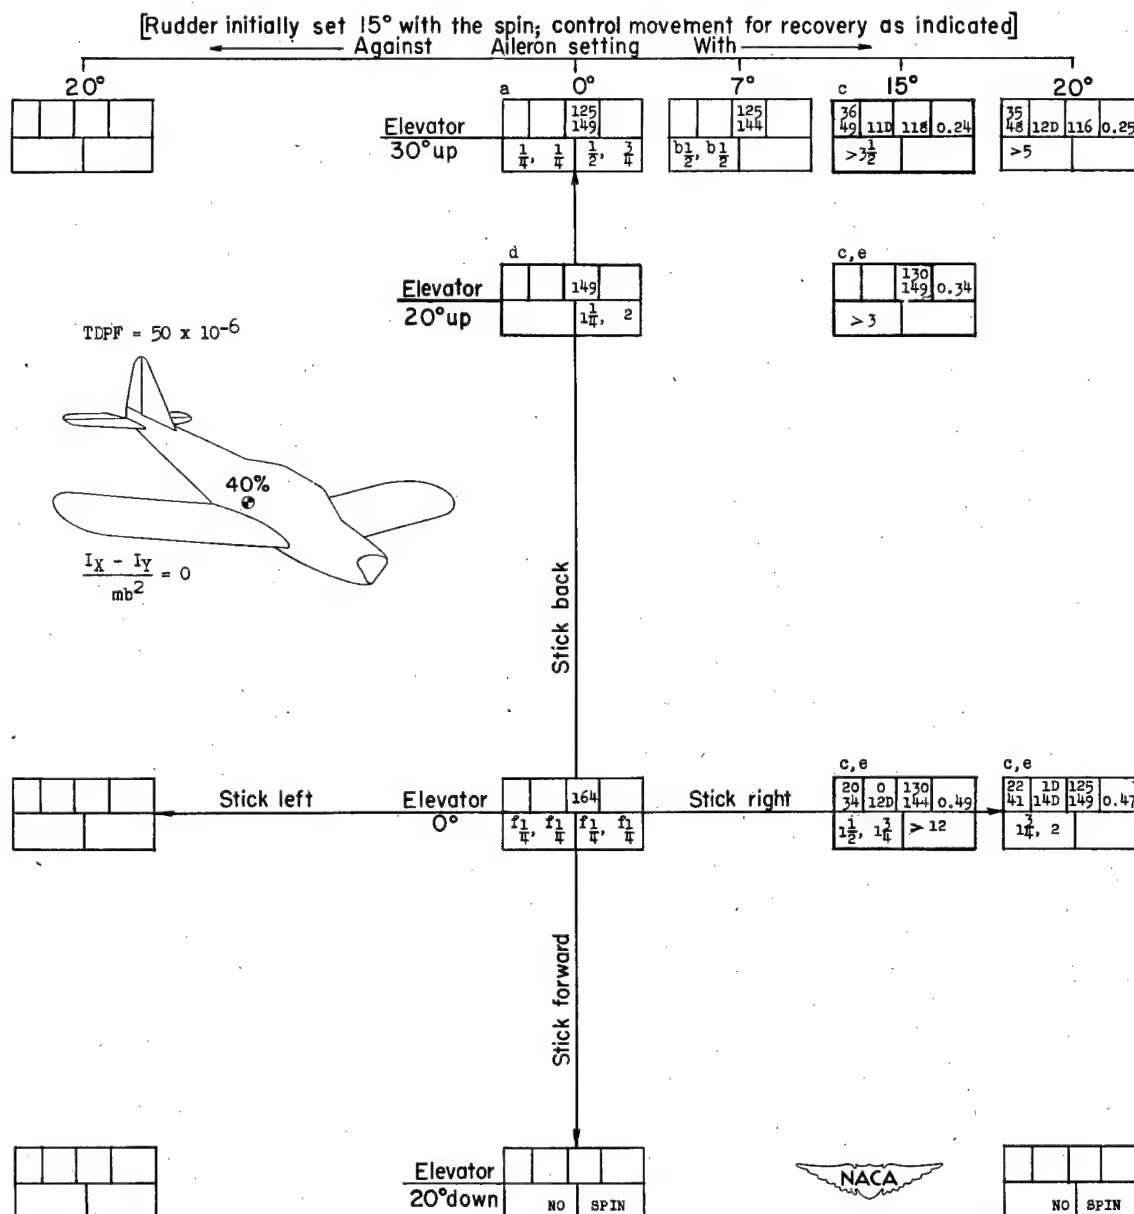 [Rudder initially set 15° with the spin; control movement for recovery as indicated]
Against Aileron setting With
20° 0° 7° 15° 20°
a c
Elevator
30° up
125
149
1/4, 1/4 1/2, 3/4
125
144
b1/2, b1/2
36
49 11D 118 0.24
>3 1/2
35
48 12D 116 0.25
>5
d c,e
Elevator
20° up
149
1 1/4, 2
130
149 0.34
>3
TDPF = 50 x 10-6
40%
IX - IY
mb2 = 0
Stick back
c,e c,e
Stick left
Elevator
0°
164
f1/4, f1/4 f1/4, f1/4
Stick right
20 0 130
34 12D 144 0.49
1 1/2, 1 3/4 >12
22 1D 125
41 14D 149 0.47
1 3/4, 2
Stick forward
Elevator
20° down
NO SPIN
NACA
NO SPIN